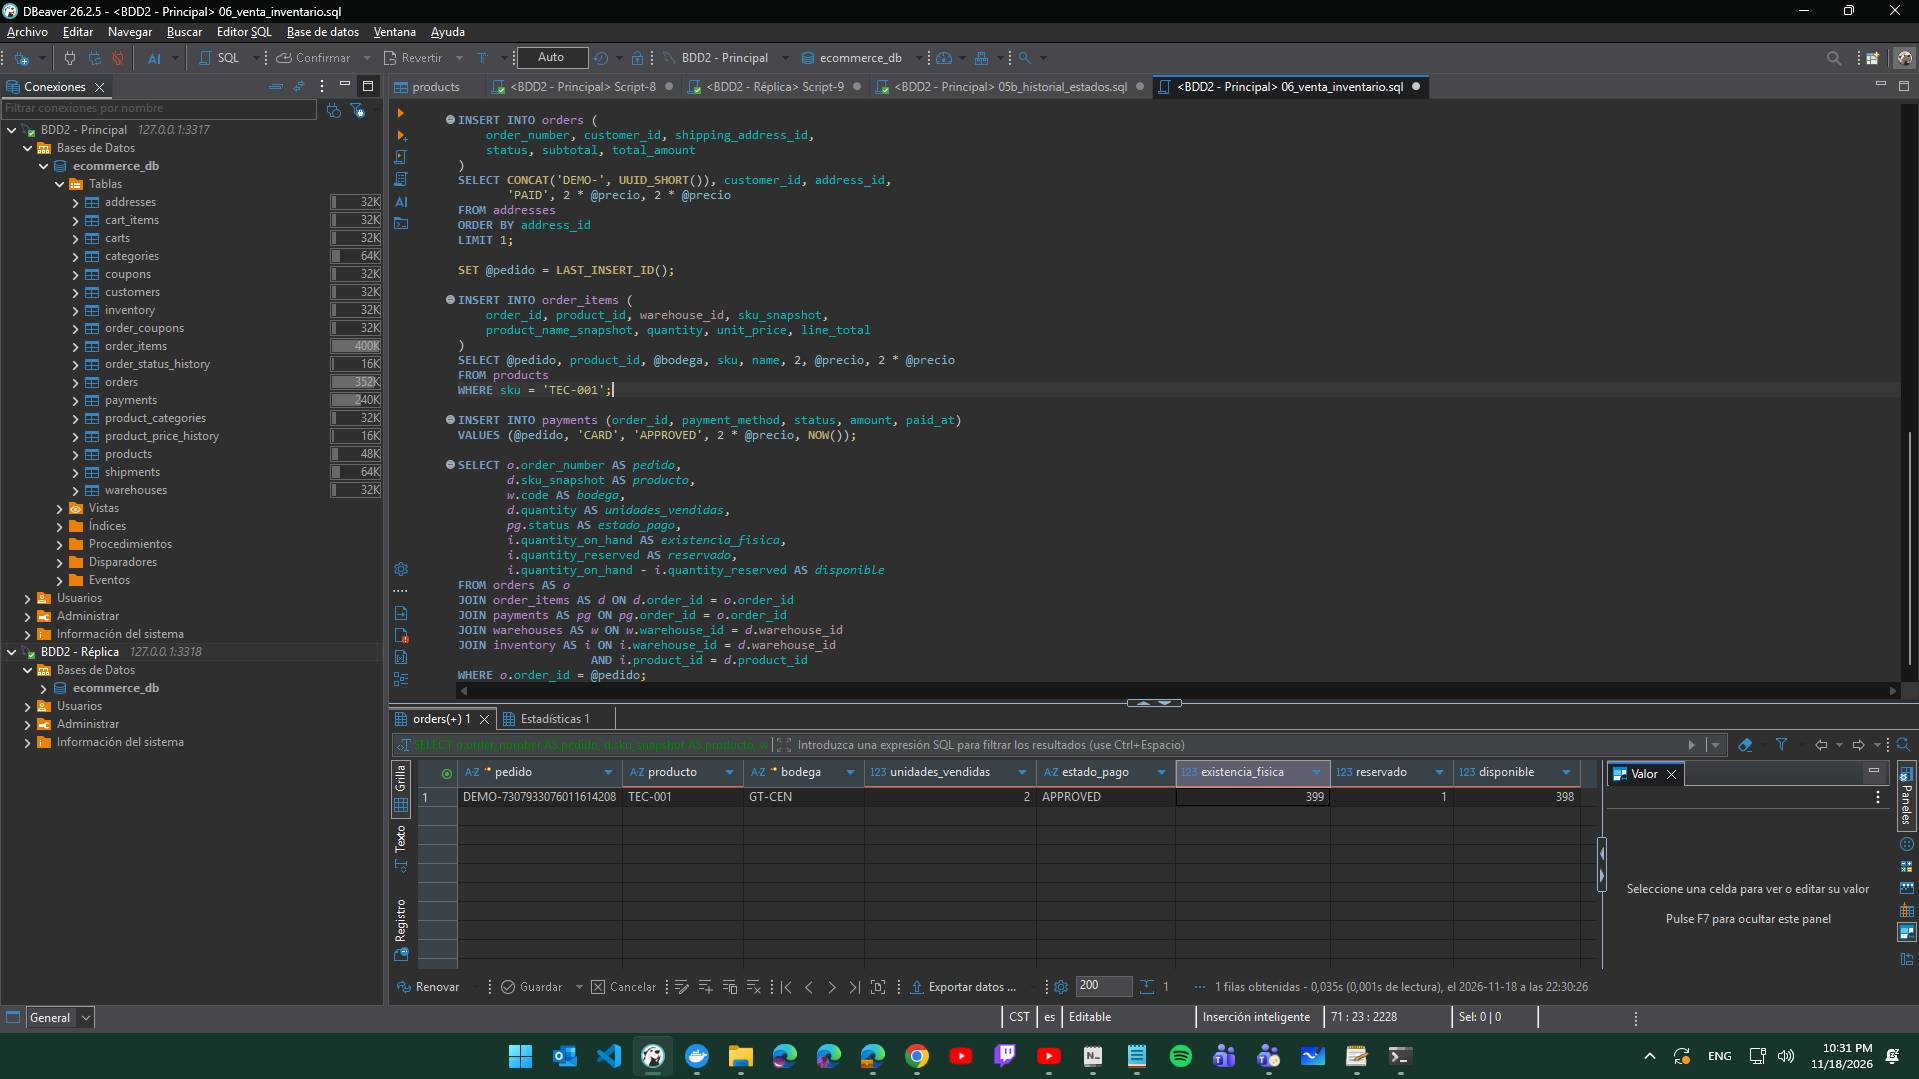 DBeaver 26.2.5 - <BDD2 - Principal> 06_venta_inventario.sql
Archivo Editar Navegar Buscar Editor SQL Base de datos Ventana Ayuda
AI SQL Confirmar Revertir T Auto BDD2 - Principal ecommerce_db
Conexiones
products <BDD2 - Principal> Script-8 <BDD2 - Réplica> Script-9 <BDD2 - Principal> 05b_historial_estados.sql <BDD2 - Principal> 06_venta_inventario.sql
Filtrar conexiones por nombre
BDD2 - Principal 127.0.0.1:3317
Bases de Datos
ecommerce_db
Tablas
addresses 32K
cart_items 32K
carts 32K
categories 64K
coupons 32K
customers 32K
inventory 32K
order_coupons 32K
order_items 400K
order_status_history 16K
orders 352K
payments 240K
product_categories 32K
product_price_history 16K
products 48K
shipments 64K
warehouses 32K
Vistas
Índices
Procedimientos
Disparadores
Eventos
Usuarios
Administrar
Información del sistema
BDD2 - Réplica 127.0.0.1:3318
Bases de Datos
ecommerce_db
Usuarios
Administrar
Información del sistema
AI
INSERT INTO orders (
order_number, customer_id, shipping_address_id,
status, subtotal, total_amount
)
SELECT CONCAT('DEMO-', UUID_SHORT()), customer_id, address_id,
'PAID', 2 * @precio, 2 * @precio
FROM addresses
ORDER BY address_id
LIMIT 1;
SET @pedido = LAST_INSERT_ID();
INSERT INTO order_items (
order_id, product_id, warehouse_id, sku_snapshot,
product_name_snapshot, quantity, unit_price, line_total
)
SELECT @pedido, product_id, @bodega, sku, name, 2, @precio, 2 * @precio
FROM products
WHERE sku = 'TEC-001';
INSERT INTO payments (order_id, payment_method, status, amount, paid_at)
VALUES (@pedido, 'CARD', 'APPROVED', 2 * @precio, NOW());
SELECT o.order_number AS pedido,
d.sku_snapshot AS producto,
w.code AS bodega,
d.quantity AS unidades_vendidas,
pg.status AS estado_pago,
i.quantity_on_hand AS existencia_fisica,
i.quantity_reserved AS reservado,
i.quantity_on_hand - i.quantity_reserved AS disponible
FROM orders AS o
JOIN order_items AS d ON d.order_id = o.order_id
JOIN payments AS pg ON pg.order_id = o.order_id
JOIN warehouses AS w ON w.warehouse_id = d.warehouse_id
JOIN inventory AS i ON i.warehouse_id = d.warehouse_id
AND i.product_id = d.product_id
WHERE o.order_id = @pedido;
orders(+) 1 Estadísticas 1
SELECT o.order_number AS pedido, d.sku_snapshot AS producto, w Introduzca una expresión SQL para filtrar los resultados (use Ctrl+Espacio)
Grilla
Texto
Registro
A-Z pedido A-Z producto A-Z bodega 123 unidades_vendidas A-Z estado_pago 123 existencia_fisica 123 reservado 123 disponible
1 DEMO-7307933076011614208 TEC-001 GT-CEN 2 APPROVED 399 1 398
Valor
Seleccione una celda para ver o editar su valor
Pulse F7 para ocultar este panel
Paneles
Renovar Guardar Cancelar Exportar datos ... 200 1 1 filas obtenidas - 0,035s (0,001s de lectura), el 2026-11-18 a las 22:30:26
General CST es Editable Inserción inteligente 71 : 23 : 2228 Sel: 0 | 0
ENG
10:31 PM
11/18/2026